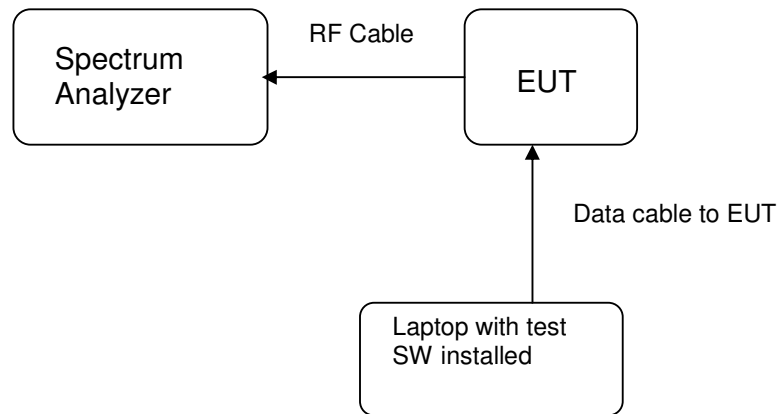 RF Cable
Spectrum
Analyzer
EUT
Data cable to EUT
Laptop with test
SW installed